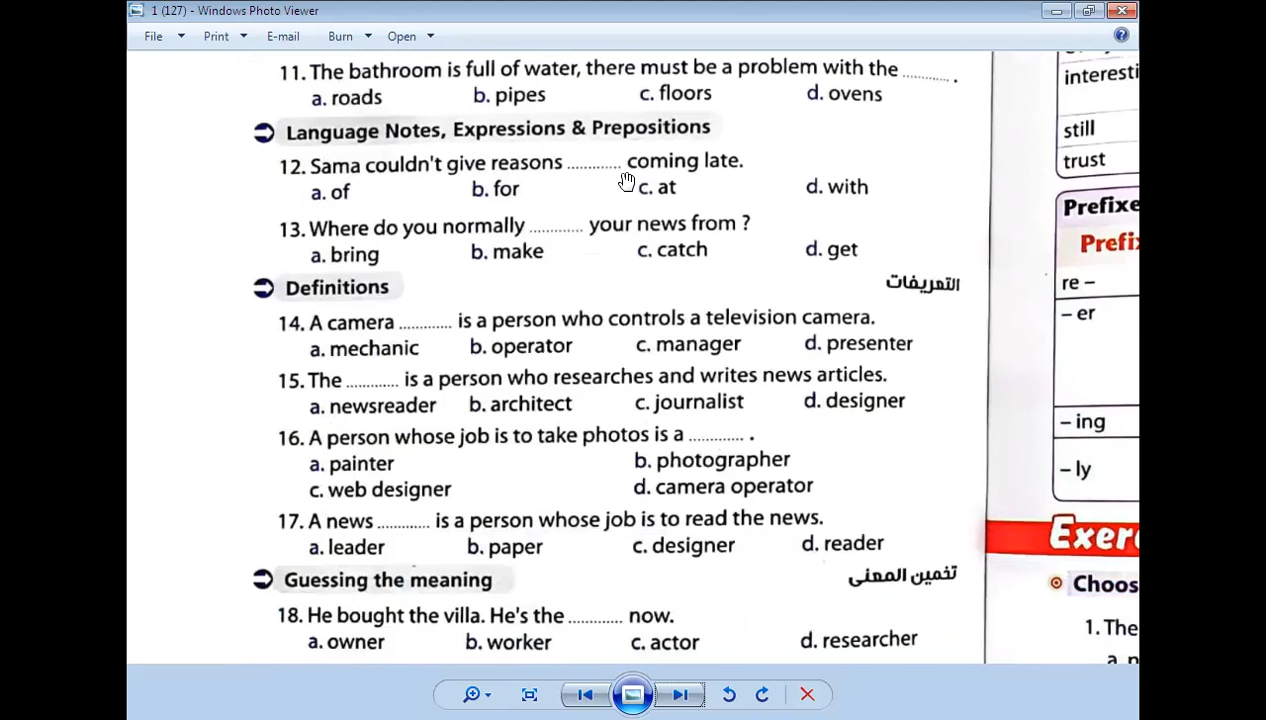 1 (127) - Windows Photo Viewer
File Print E-mail Burn Open
11. The bathroom is full of water, there must be a problem with the ............ .
a. roads b. pipes c. floors d. ovens
Language Notes, Expressions & Prepositions
12. Sama couldn't give reasons ............ coming late.
a. of b. for c. at d. with
13. Where do you normally ............ your news from ?
a. bring b. make c. catch d. get
Definitions التعريفات
14. A camera ............ is a person who controls a television camera.
a. mechanic b. operator c. manager d. presenter
15. The ............ is a person who researches and writes news articles.
a. newsreader b. architect c. journalist d. designer
16. A person whose job is to take photos is a ............ .
a. painter b. photographer
c. web designer d. camera operator
17. A news ............ is a person whose job is to read the news.
a. leader b. paper c. designer d. reader
Guessing the meaning تخمين المعنى
18. He bought the villa. He's the ............ now.
a. owner b. worker c. actor d. researcher
interesti
still
trust
Prefixe
Prefix
re –
– er
– ing
– ly
Exer
Choos
1. The